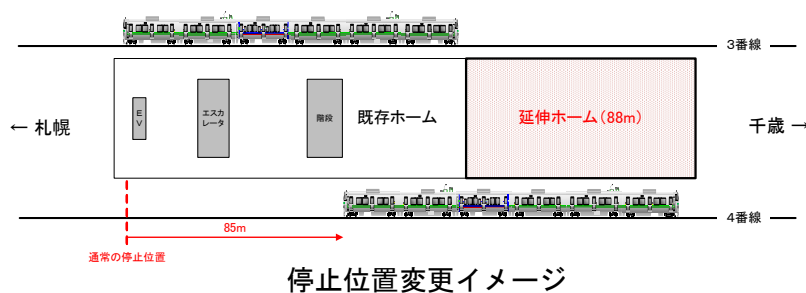 3番線
E
V
エスカ
レータ
階段
既存ホーム
延伸ホーム(88m)
← 札幌
千歳 →
4番線
85m
通常の停止位置
停止位置変更イメージ